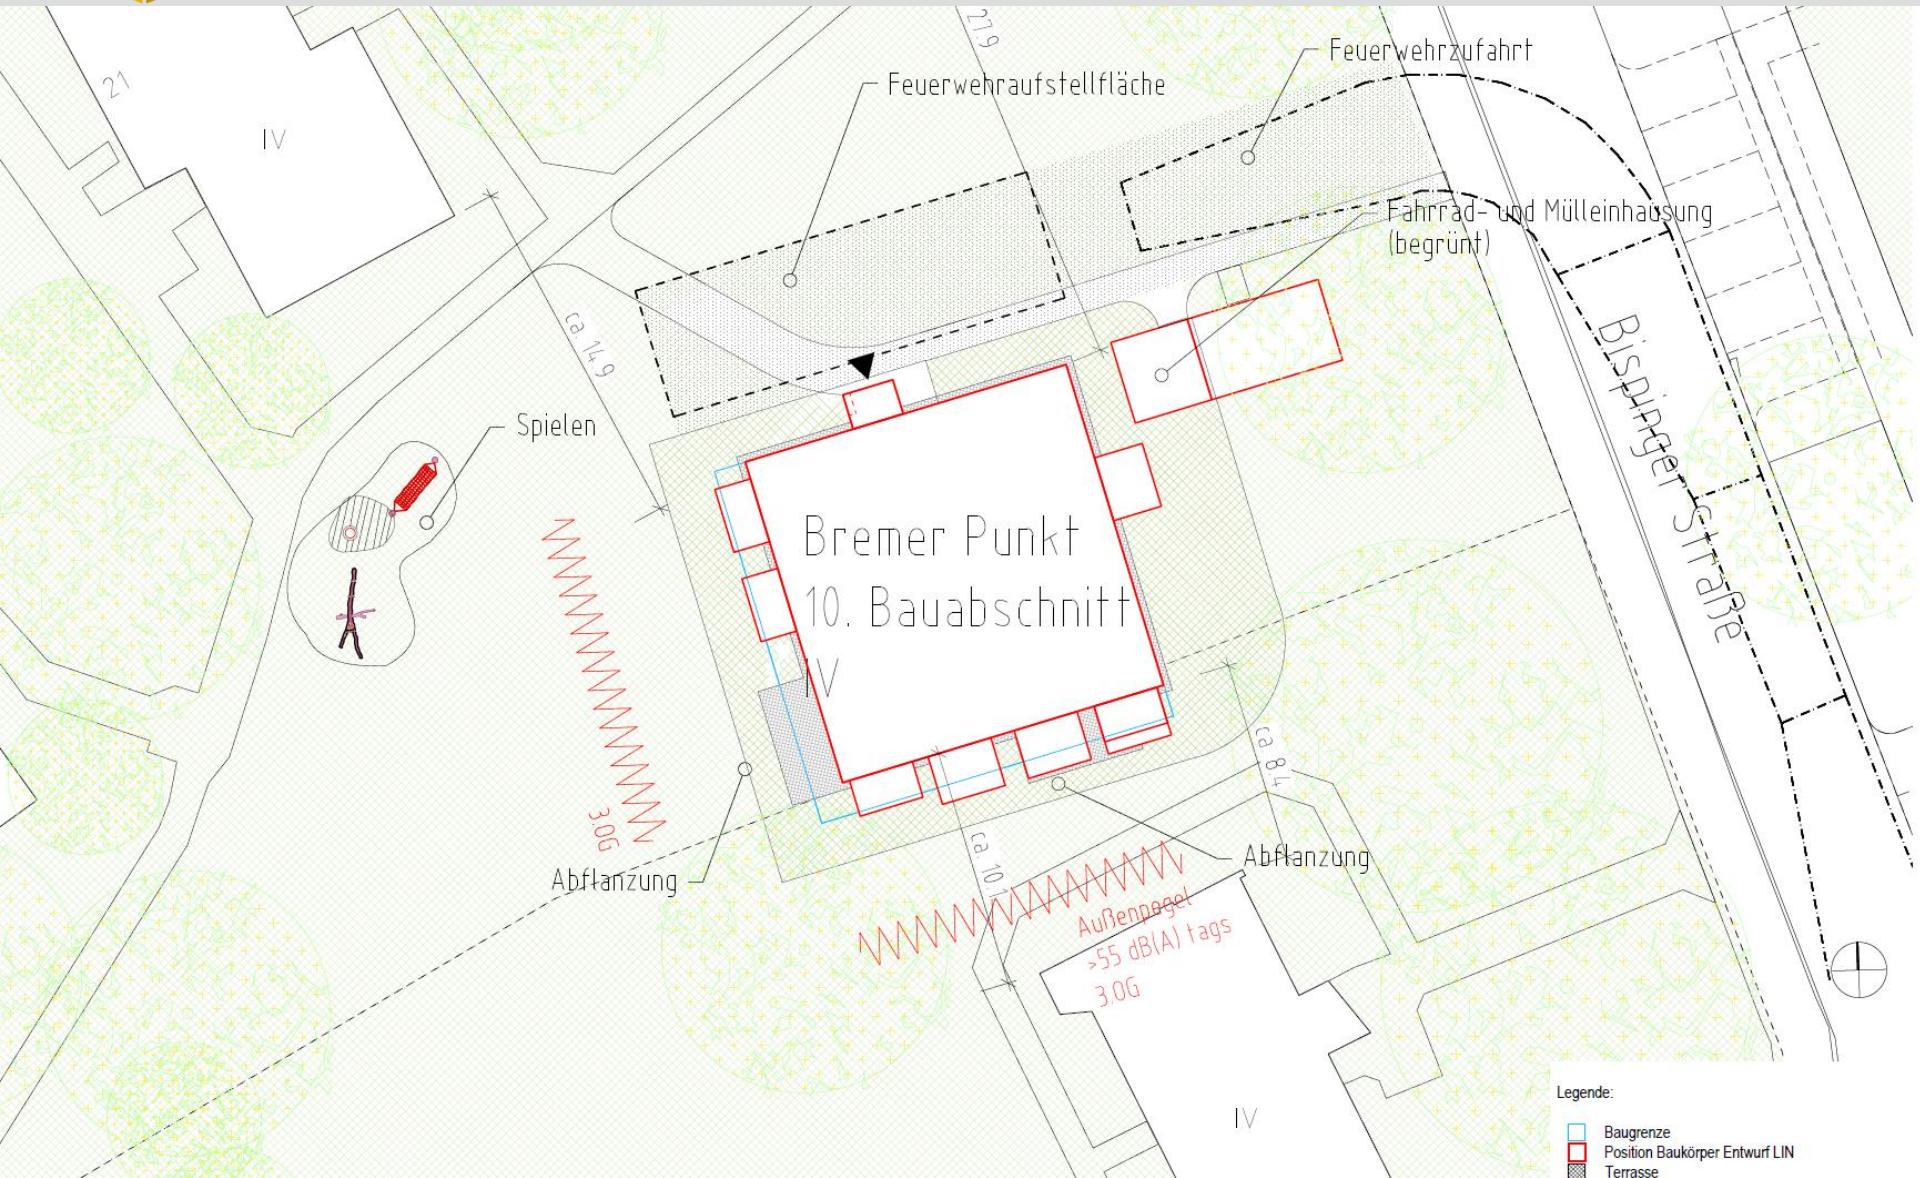 27.9
Feuerwehrzufahrt
Feuerwehraufstellfläche
21
IV
Fahrrad- und Mülleinhausung
(begrünt)
ca. 14.9
Bispinger Straße
Spielen
Bremer Punkt
10. Bauabschnitt
IV
ca 8.4
3.OG
ca. 10.1
Abflanzung
Abflanzung
Außenpegel
>55 dB(A) tags
3.OG
IV
Legende:
Baugrenze
Position Baukörper Entwurf LIN
Terrasse